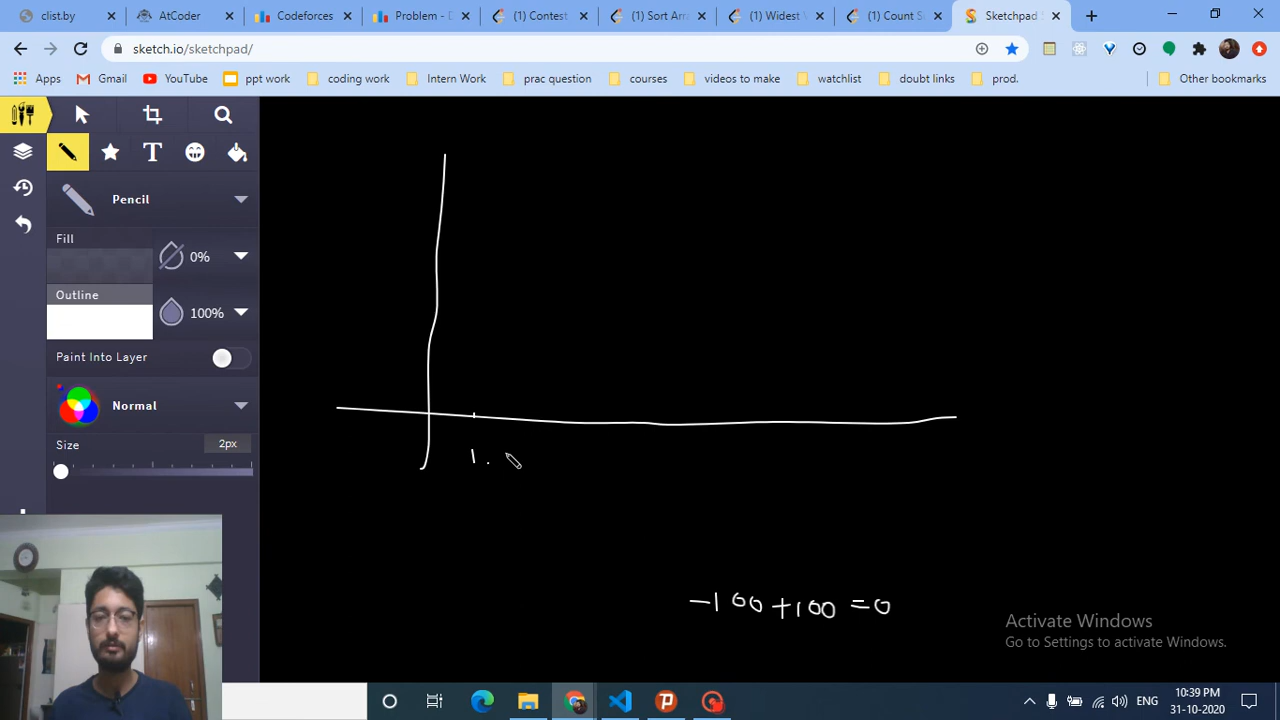 clist.by
AtCoder
Codeforces
Problem - D
(1) Contest
(1) Sort Arra
(1) Widest V
(1) Count S
Sketchpad
sketch.io/sketchpad/
Apps
Gmail
YouTube
ppt work
coding work
Intern Work
prac question
courses
videos to make
watchlist
doubt links
prod.
Other bookmarks
Pencil
Fill
0%
Outline
100%
Paint Into Layer
Normal
Size
2px
1 .
-100+100=0
Activate Windows
Go to Settings to activate Windows.
ENG
10:39 PM
31-10-2020